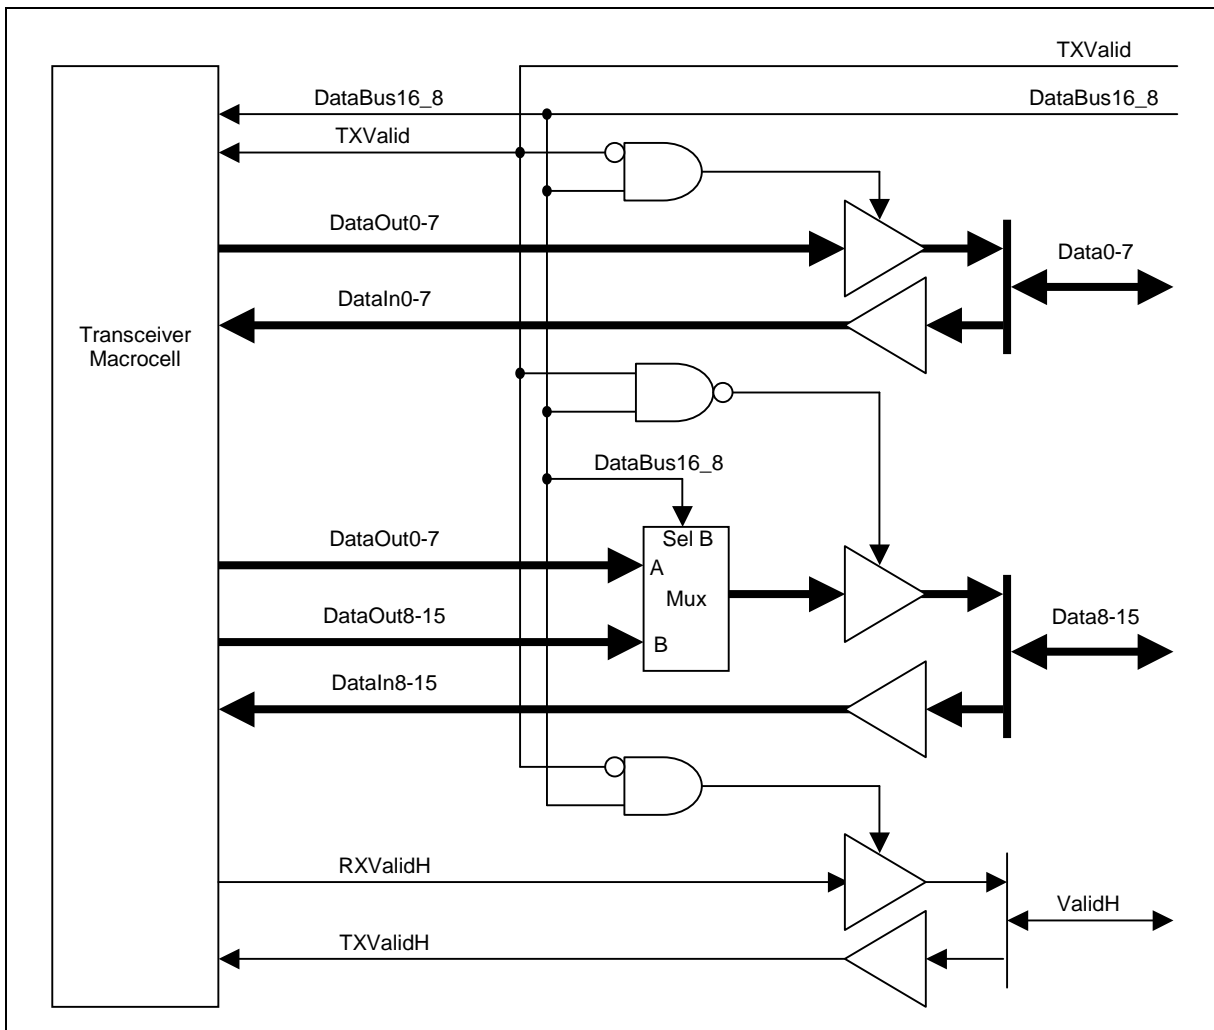 TXValid
DataBus16_8
DataBus16_8
TXValid
DataOut0-7
Data0-7
DataIn0-7
Transceiver
Macrocell
DataBus16_8
Sel B
DataOut0-7
A
Mux
DataOut8-15
B
Data8-15
DataIn8-15
RXValidH
ValidH
TXValidH